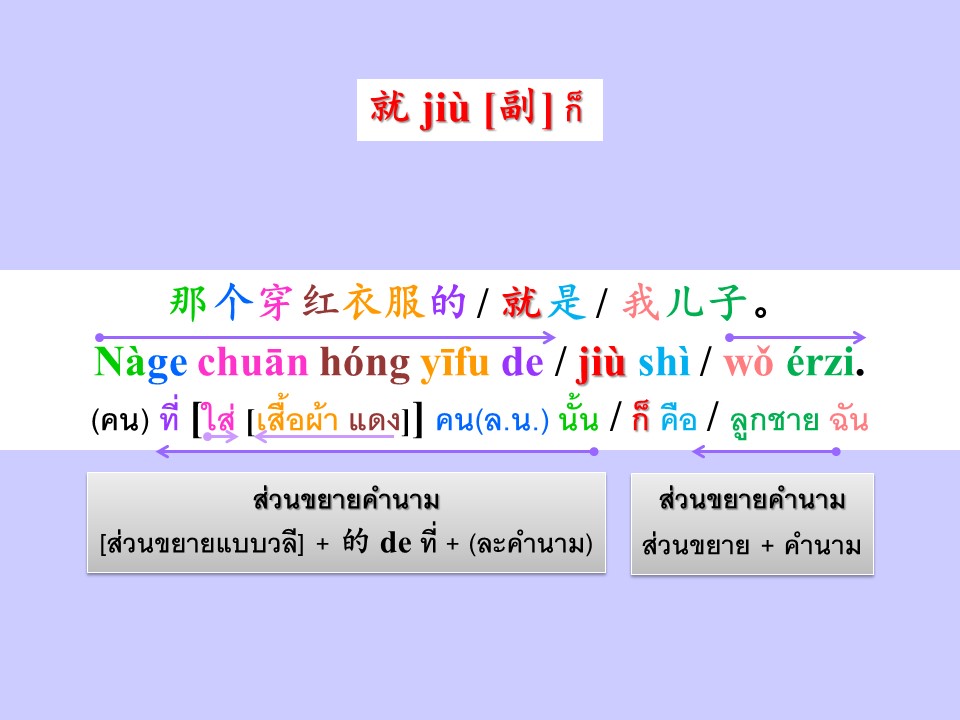 就 jiù [副] ก็
那个穿红衣服的 / 就是 / 我儿子。
Nàge chuān hóng yīfu de / jiù shì / wǒ érzi.
(คน) ที่ [ใส่ [เสื้อผ้า แดง]] คน(ล.น.) นั้น / ก็ คือ / ลูกชาย ฉัน
ส่วนขยายคำนาม
[ส่วนขยายแบบวลี] + 的 de ที่ + (ละคำนาม)
ส่วนขยายคำนาม
ส่วนขยาย + คำนาม